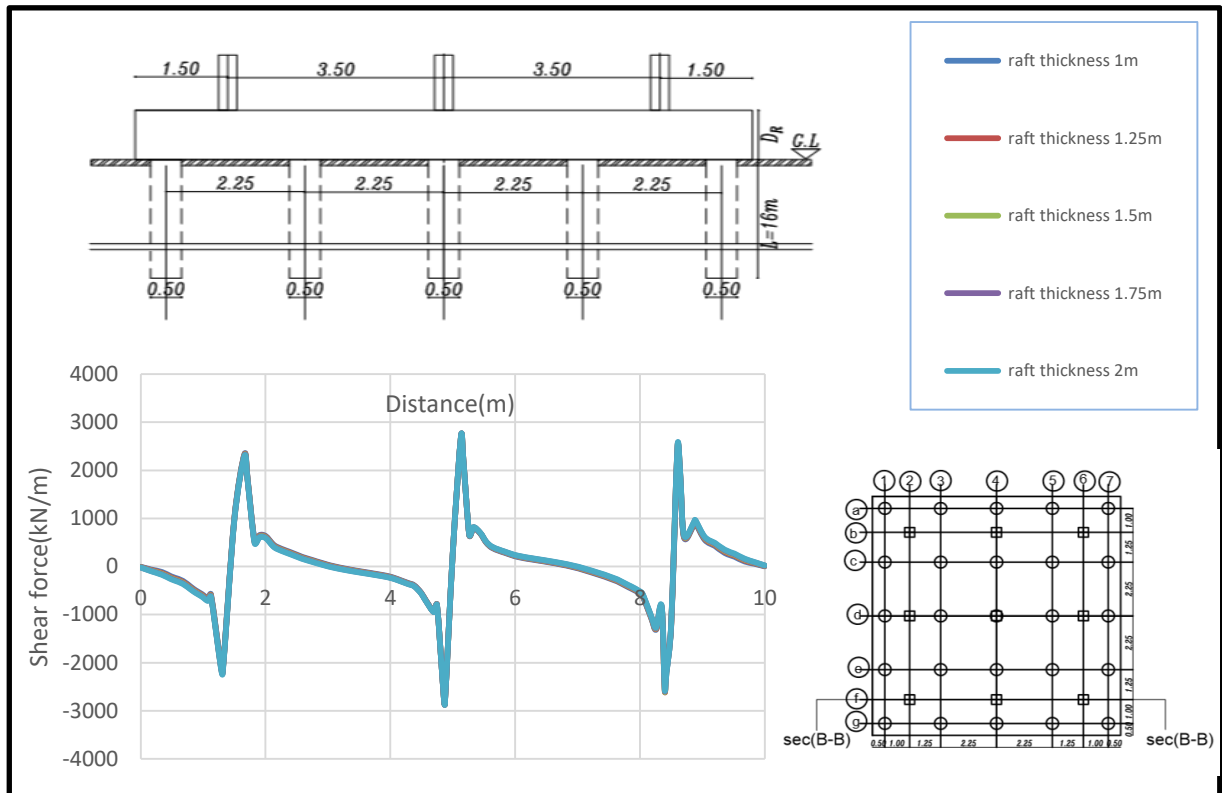 1.50 3.50 3.50 1.50
D_R
G.L
2.25 2.25 2.25 2.25
L=16m
0.50 0.50 0.50 0.50 0.50
raft thickness 1m
raft thickness 1.25m
raft thickness 1.5m
raft thickness 1.75m
raft thickness 2m
4000
3000
2000
1000
0
-1000
-2000
-3000
-4000
Shear force(kN/m)
Distance(m)
0 2 4 6 8 10
1 2 3 4 5 6 7
a
b
c
d
e
f
g
1.00
1.25
2.25
2.25
1.25
1.00
0.50
0.50 1.00 1.25 2.25 2.25 1.25 1.00 0.50
sec(B-B) sec(B-B)